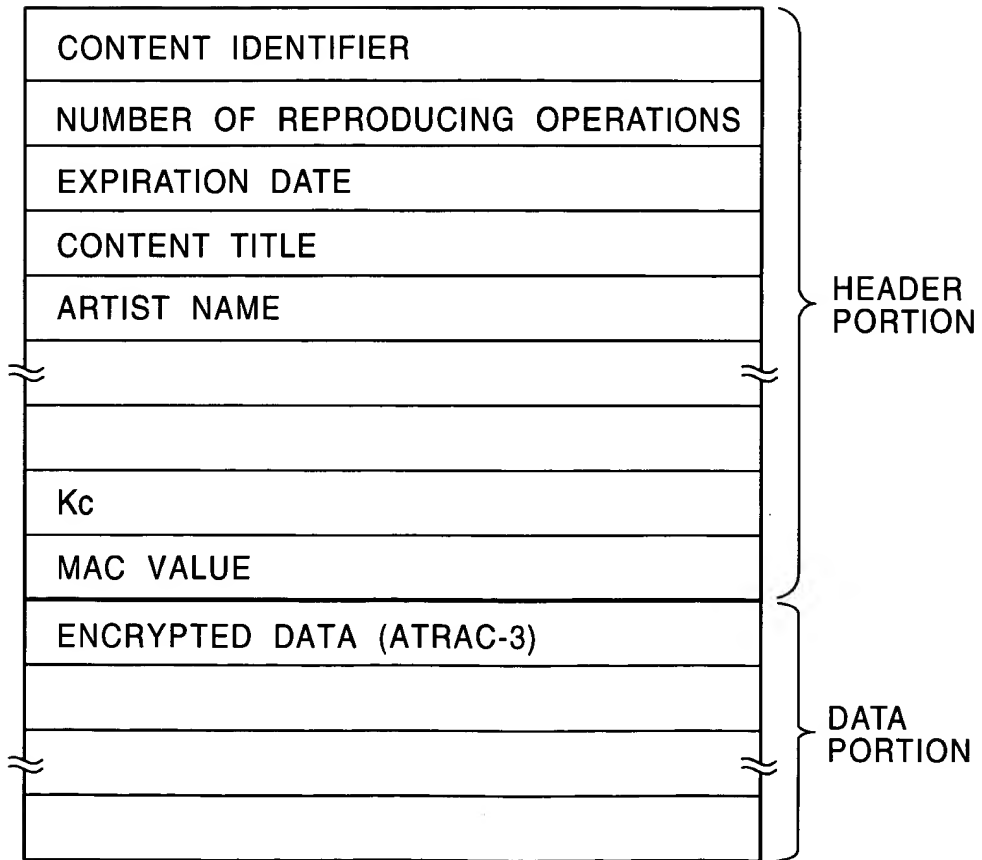 CONTENT IDENTIFIER
NUMBER OF REPRODUCING OPERATIONS
EXPIRATION DATE
CONTENT TITLE
ARTIST NAME
HEADER
PORTION
Kc
MAC VALUE
ENCRYPTED DATA (ATRAC-3)
DATA
PORTION